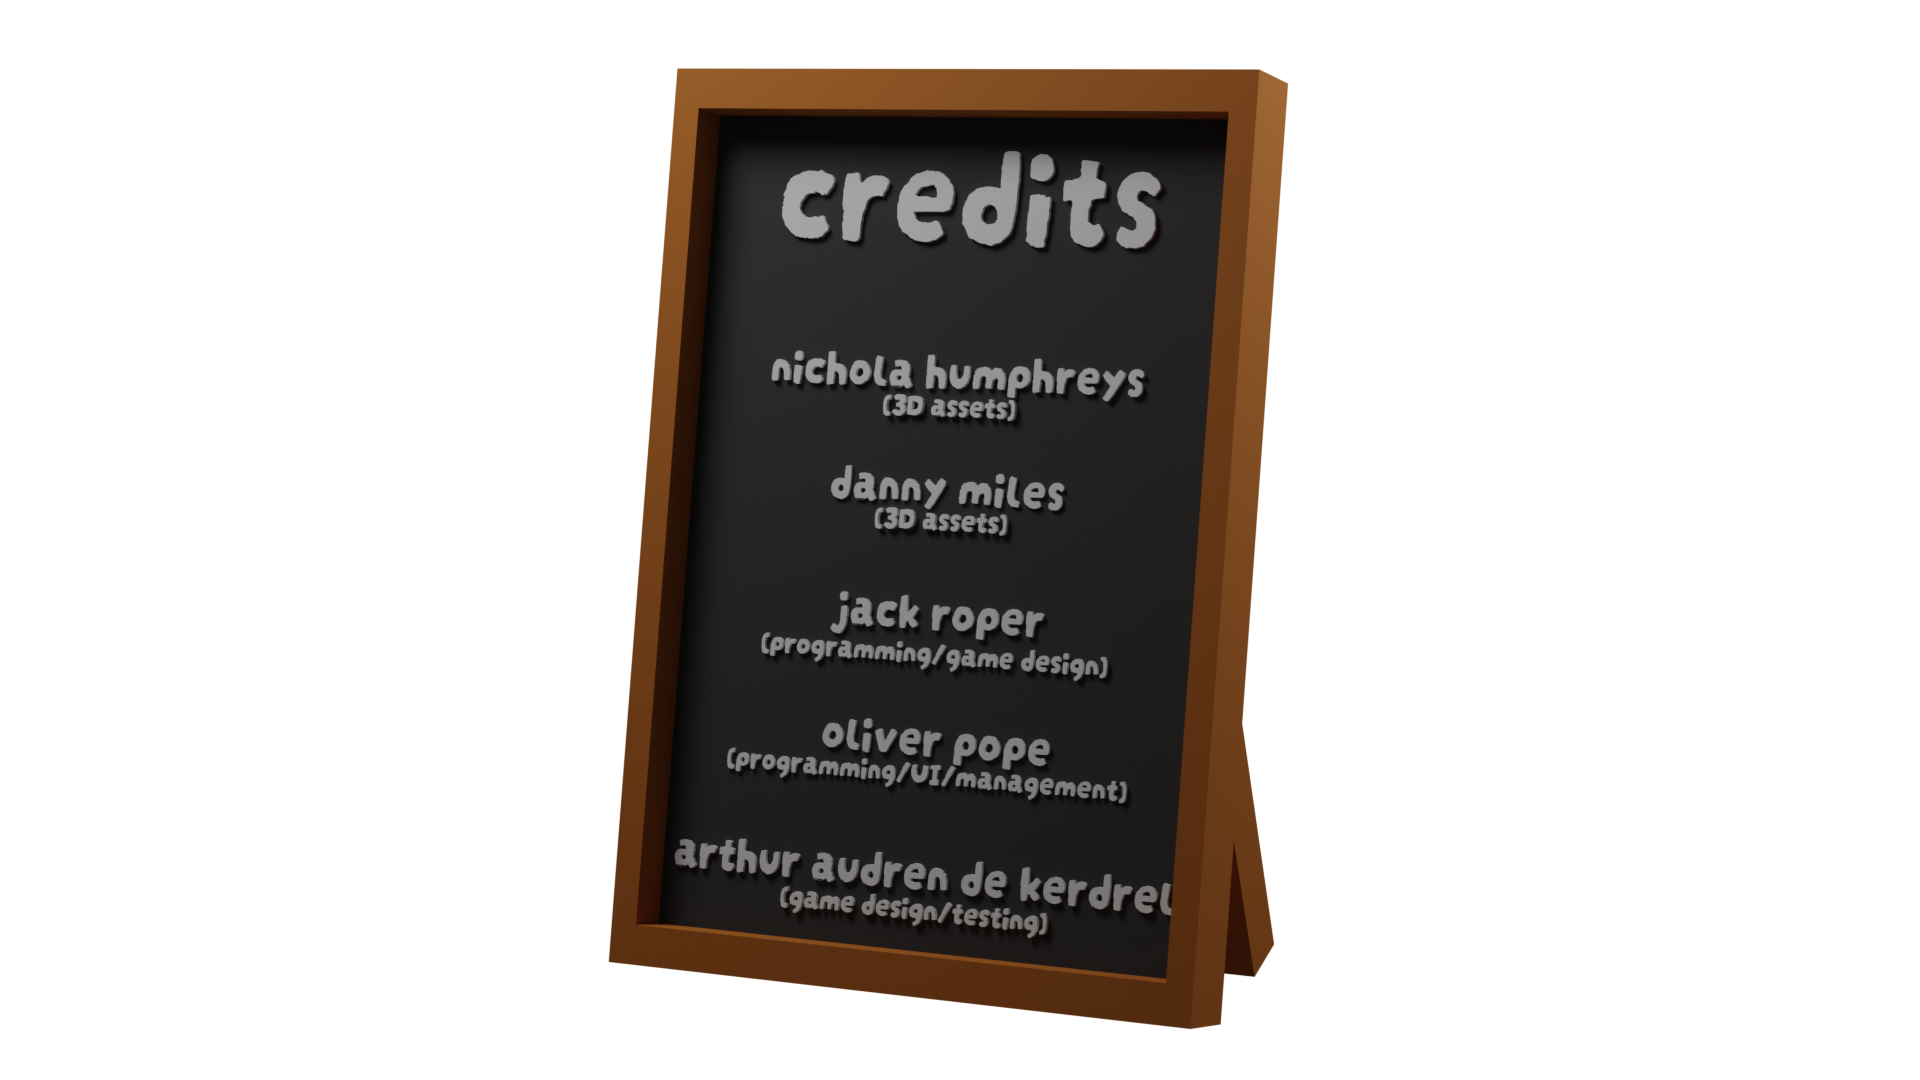 credits
nichola humphreys
(3D assets)
danny miles
(3D assets)
jack roper
(programming/game design)
oliver pope
(programming/UI/management)
arthur audren de kerdrel
(game design/testing)